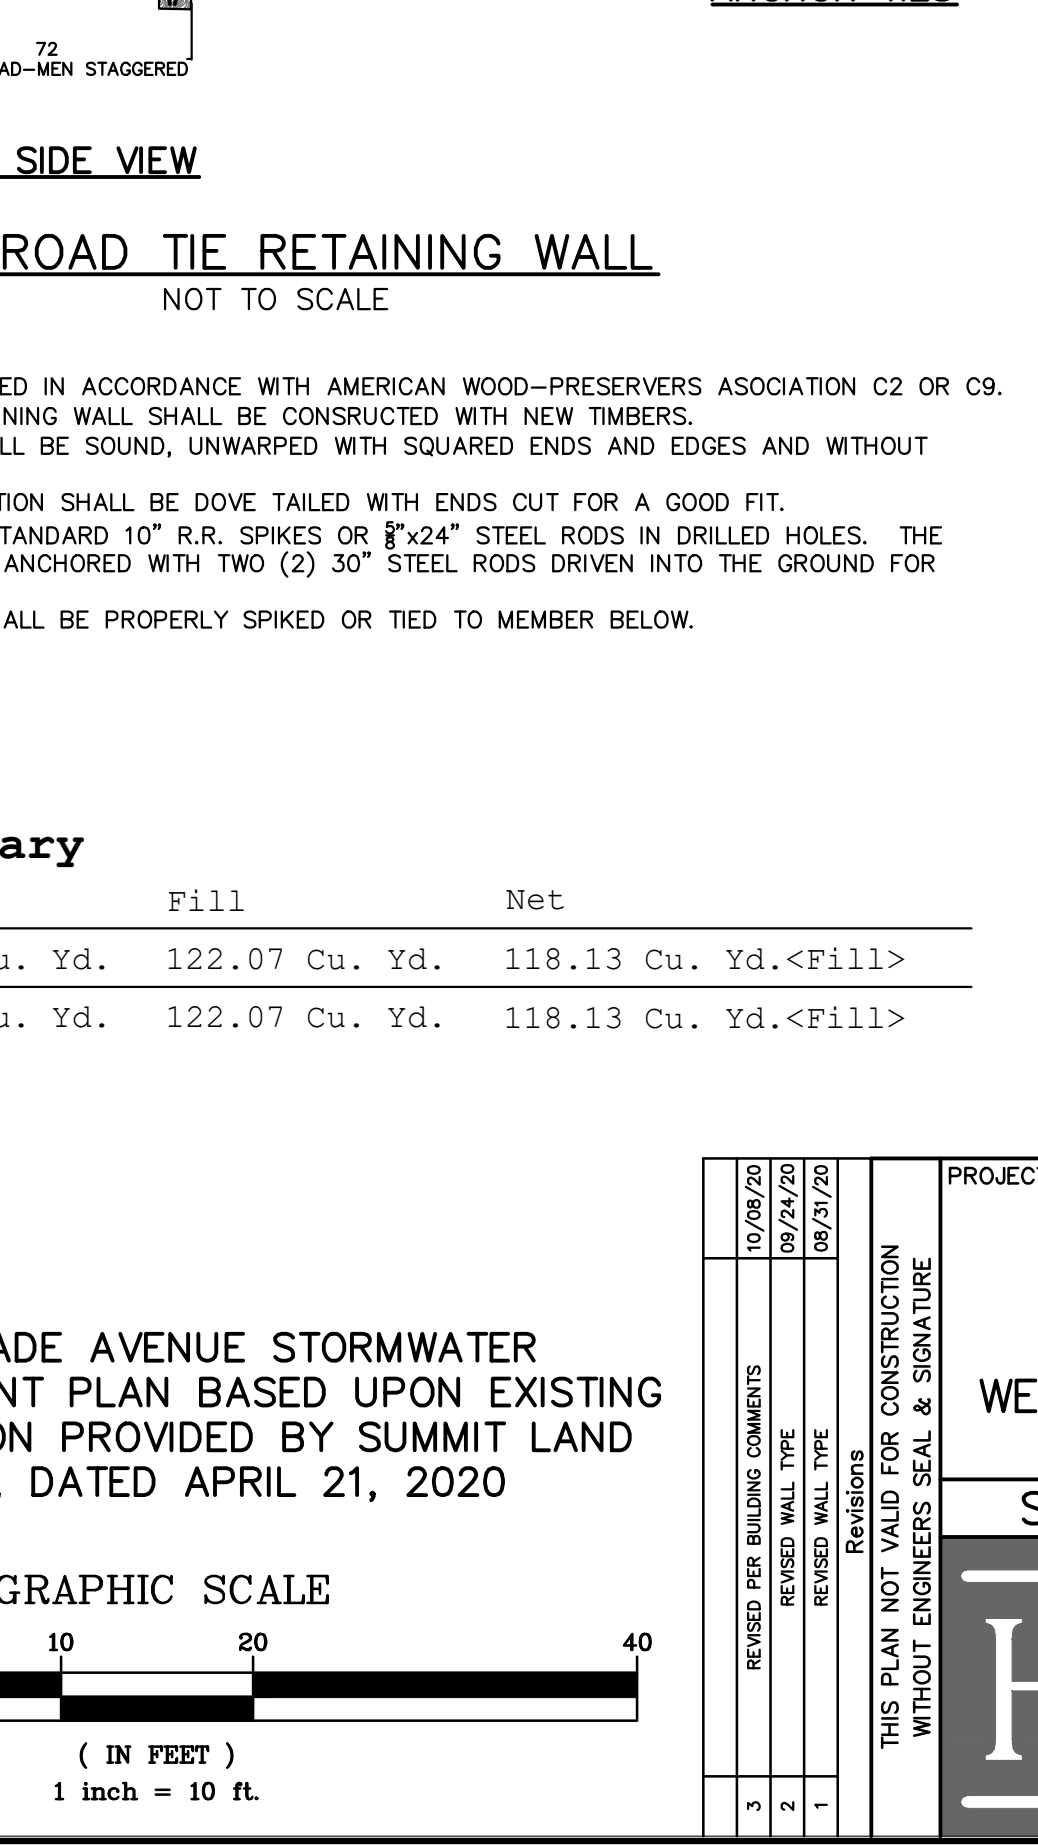 72
AD-MEN STAGGERED
SIDE VIEW
ROAD TIE RETAINING WALL
NOT TO SCALE
ED IN ACCORDANCE WITH AMERICAN WOOD-PRESERVERS ASOCIATION C2 OR C9.
NING WALL SHALL BE CONSRUCTED WITH NEW TIMBERS.
LL BE SOUND, UNWARPED WITH SQUARED ENDS AND EDGES AND WITHOUT
TION SHALL BE DOVE TAILED WITH ENDS CUT FOR A GOOD FIT.
TANDARD 10" R.R. SPIKES OR 5/8"x24" STEEL RODS IN DRILLED HOLES. THE
ANCHORED WITH TWO (2) 30" STEEL RODS DRIVEN INTO THE GROUND FOR
ALL BE PROPERLY SPIKED OR TIED TO MEMBER BELOW.
ary
Fill Net
u. Yd. 122.07 Cu. Yd. 118.13 Cu. Yd.<Fill>
u. Yd. 122.07 Cu. Yd. 118.13 Cu. Yd.<Fill>
ADE AVENUE STORMWATER
NT PLAN BASED UPON EXISTING
ON PROVIDED BY SUMMIT LAND
, DATED APRIL 21, 2020
GRAPHIC SCALE
10 20 40
( IN FEET )
1 inch = 10 ft.
3 REVISED PER BUILDING COMMENTS 10/08/20
2 REVISED WALL TYPE 09/24/20
1 REVISED WALL TYPE 08/31/20
Revisions
THIS PLAN NOT VALID FOR CONSTRUCTION
WITHOUT ENGINEERS SEAL & SIGNATURE
PROJECT
WE
S
H